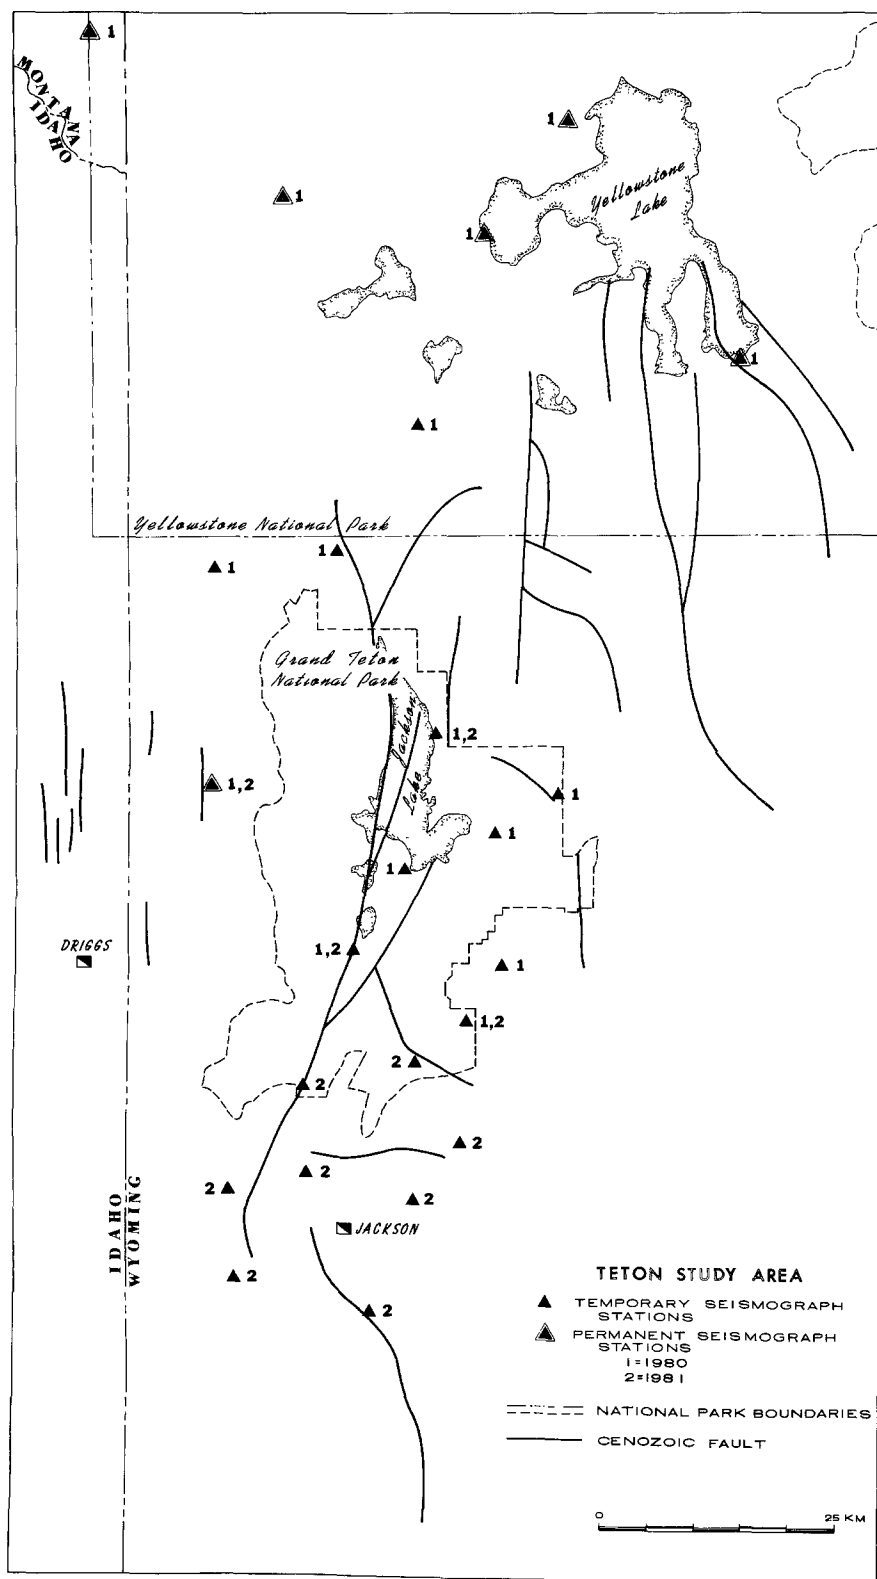 1
MONTANA
IDAHO
1
1
Yellowstone
Lake
1
1
1
Yellowstone National Park
1
1
Grand Teton
National Park
Jackson
Lake
1,2
1,2
1
1
1
DRIGGS
1,2
1
1,2
2
2
2
2
2
2
IDAHO
WYOMING
JACKSON
2
2
TETON STUDY AREA
TEMPORARY SEISMOGRAPH
STATIONS
PERMANENT SEISMOGRAPH
STATIONS
1=1980
2=1981
NATIONAL PARK BOUNDARIES
CENOZOIC FAULT
0 25 KM